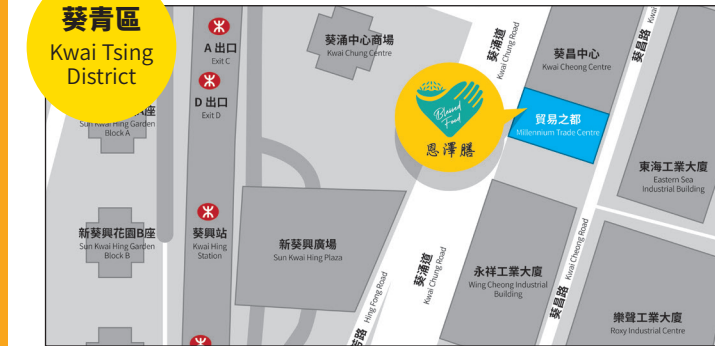 葵青區
Kwai Tsing
District
A 出口
Exit C
D 出口
Exit D
葵涌中心商場
Kwai Chung Centre
葵涌道
Kwai Chung Road
葵昌中心
Kwai Cheong Centre
葵昌路
貿易之都
Millennium Trade Centre
Blessed
Food
恩澤膳
座
Sun Kwai Hing Garden
Block A
東海工業大廈
Eastern Sea
Industrial Building
新葵興花園B座
Sun Kwai Hing Garden
Block B
葵興站
Kwai Hing
Station
新葵興廣場
Sun Kwai Hing Plaza
葵涌道
Kwai Chung Road
Hing Fong Road
永祥工業大廈
Wing Cheong Industrial
Building
葵昌路
Kwai Cheong Road
樂聲工業大廈
Roxy Industrial Centre